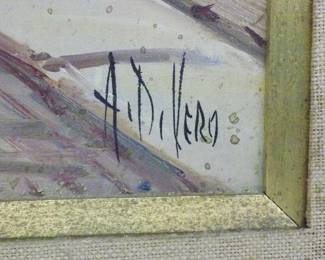 A. Di Vero